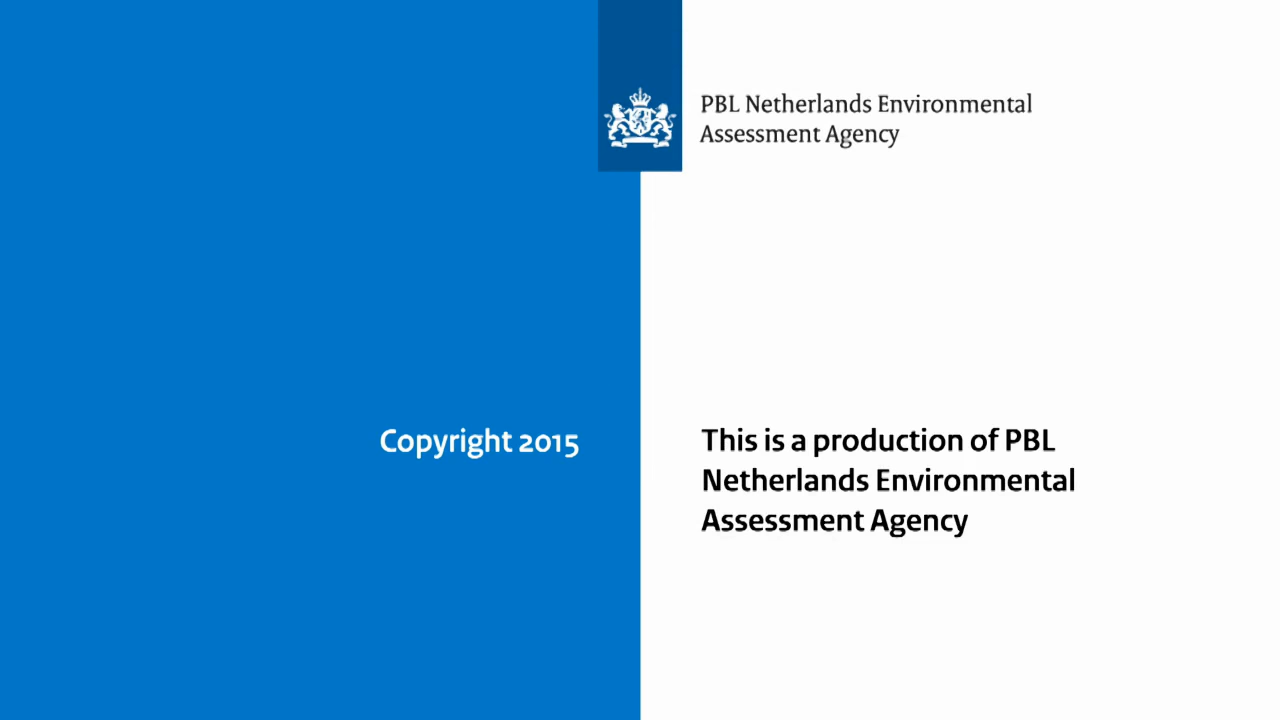 PBL Netherlands Environmental
Assessment Agency
Copyright 2015
This is a production of PBL
Netherlands Environmental
Assessment Agency